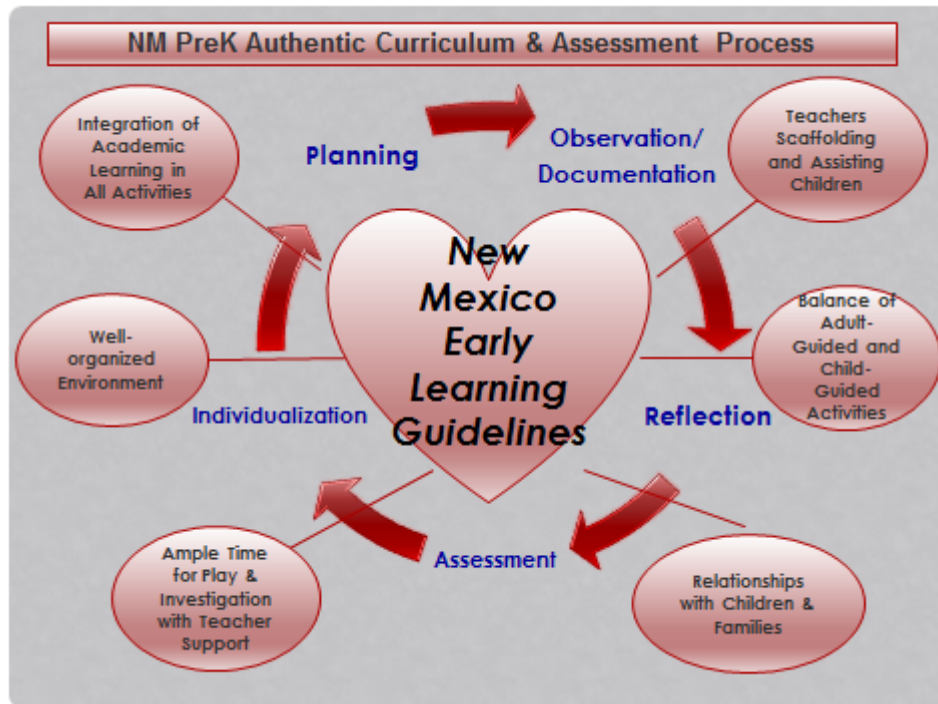 NM PreK Authentic Curriculum & Assessment Process
Integration of
Academic
Learning in
All Activities
Planning
Observation/
Documentation
Teachers
Scaffolding
and Assisting
Children
New
Mexico
Early
Learning
Guidelines
Well-
organized
Environment
Individualization
Reflection
Balance of
Adult-
Guided and
Child-
Guided
Activities
Ample Time
for Play &
Investigation
with Teacher
Support
Assessment
Relationships
with Children &
Families